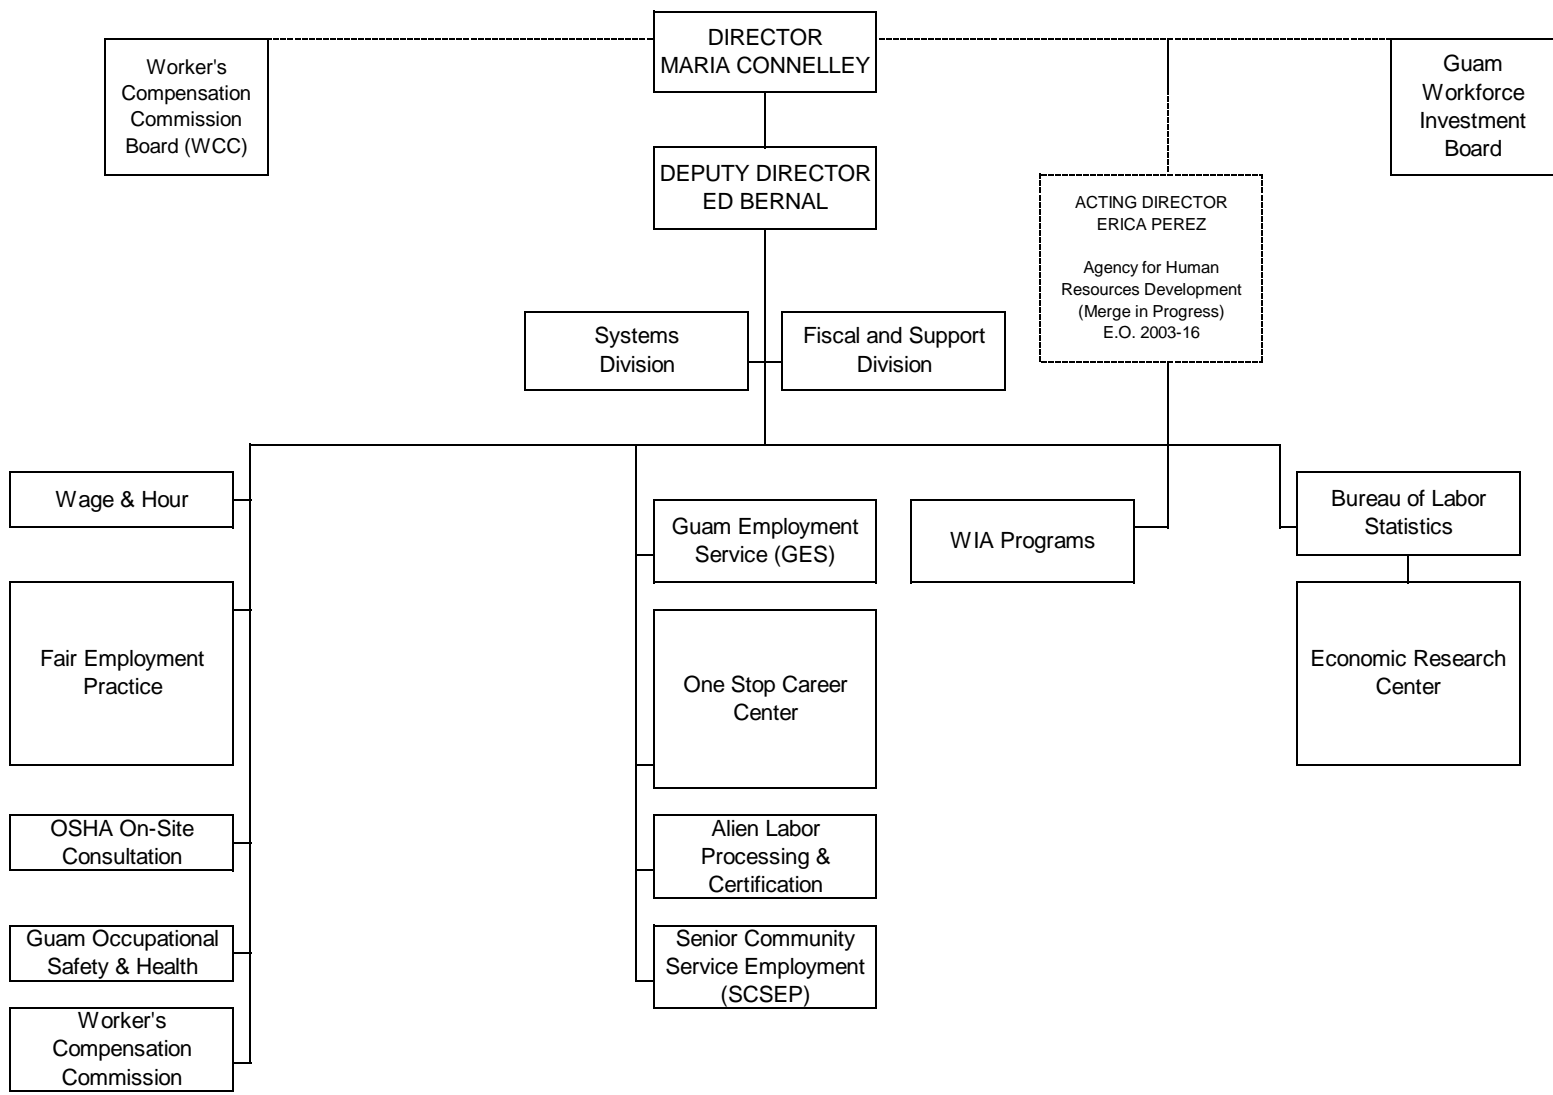 DIRECTOR
MARIA CONNELLEY
Worker's
Compensation
Commission
Board (WCC)
Guam
Workforce
Investment
Board
DEPUTY DIRECTOR
ED BERNAL
ACTING DIRECTOR
ERICA PEREZ
Agency for Human
Resources Development
(Merge in Progress)
E.O. 2003-16
Systems
Division
Fiscal and Support
Division
Wage & Hour
Fair Employment
Practice
OSHA On-Site
Consultation
Guam Occupational
Safety & Health
Worker's
Compensation
Commission
Guam Employment
Service (GES)
One Stop Career
Center
Alien Labor
Processing &
Certification
Senior Community
Service Employment
(SCSEP)
WIA Programs
Bureau of Labor
Statistics
Economic Research
Center